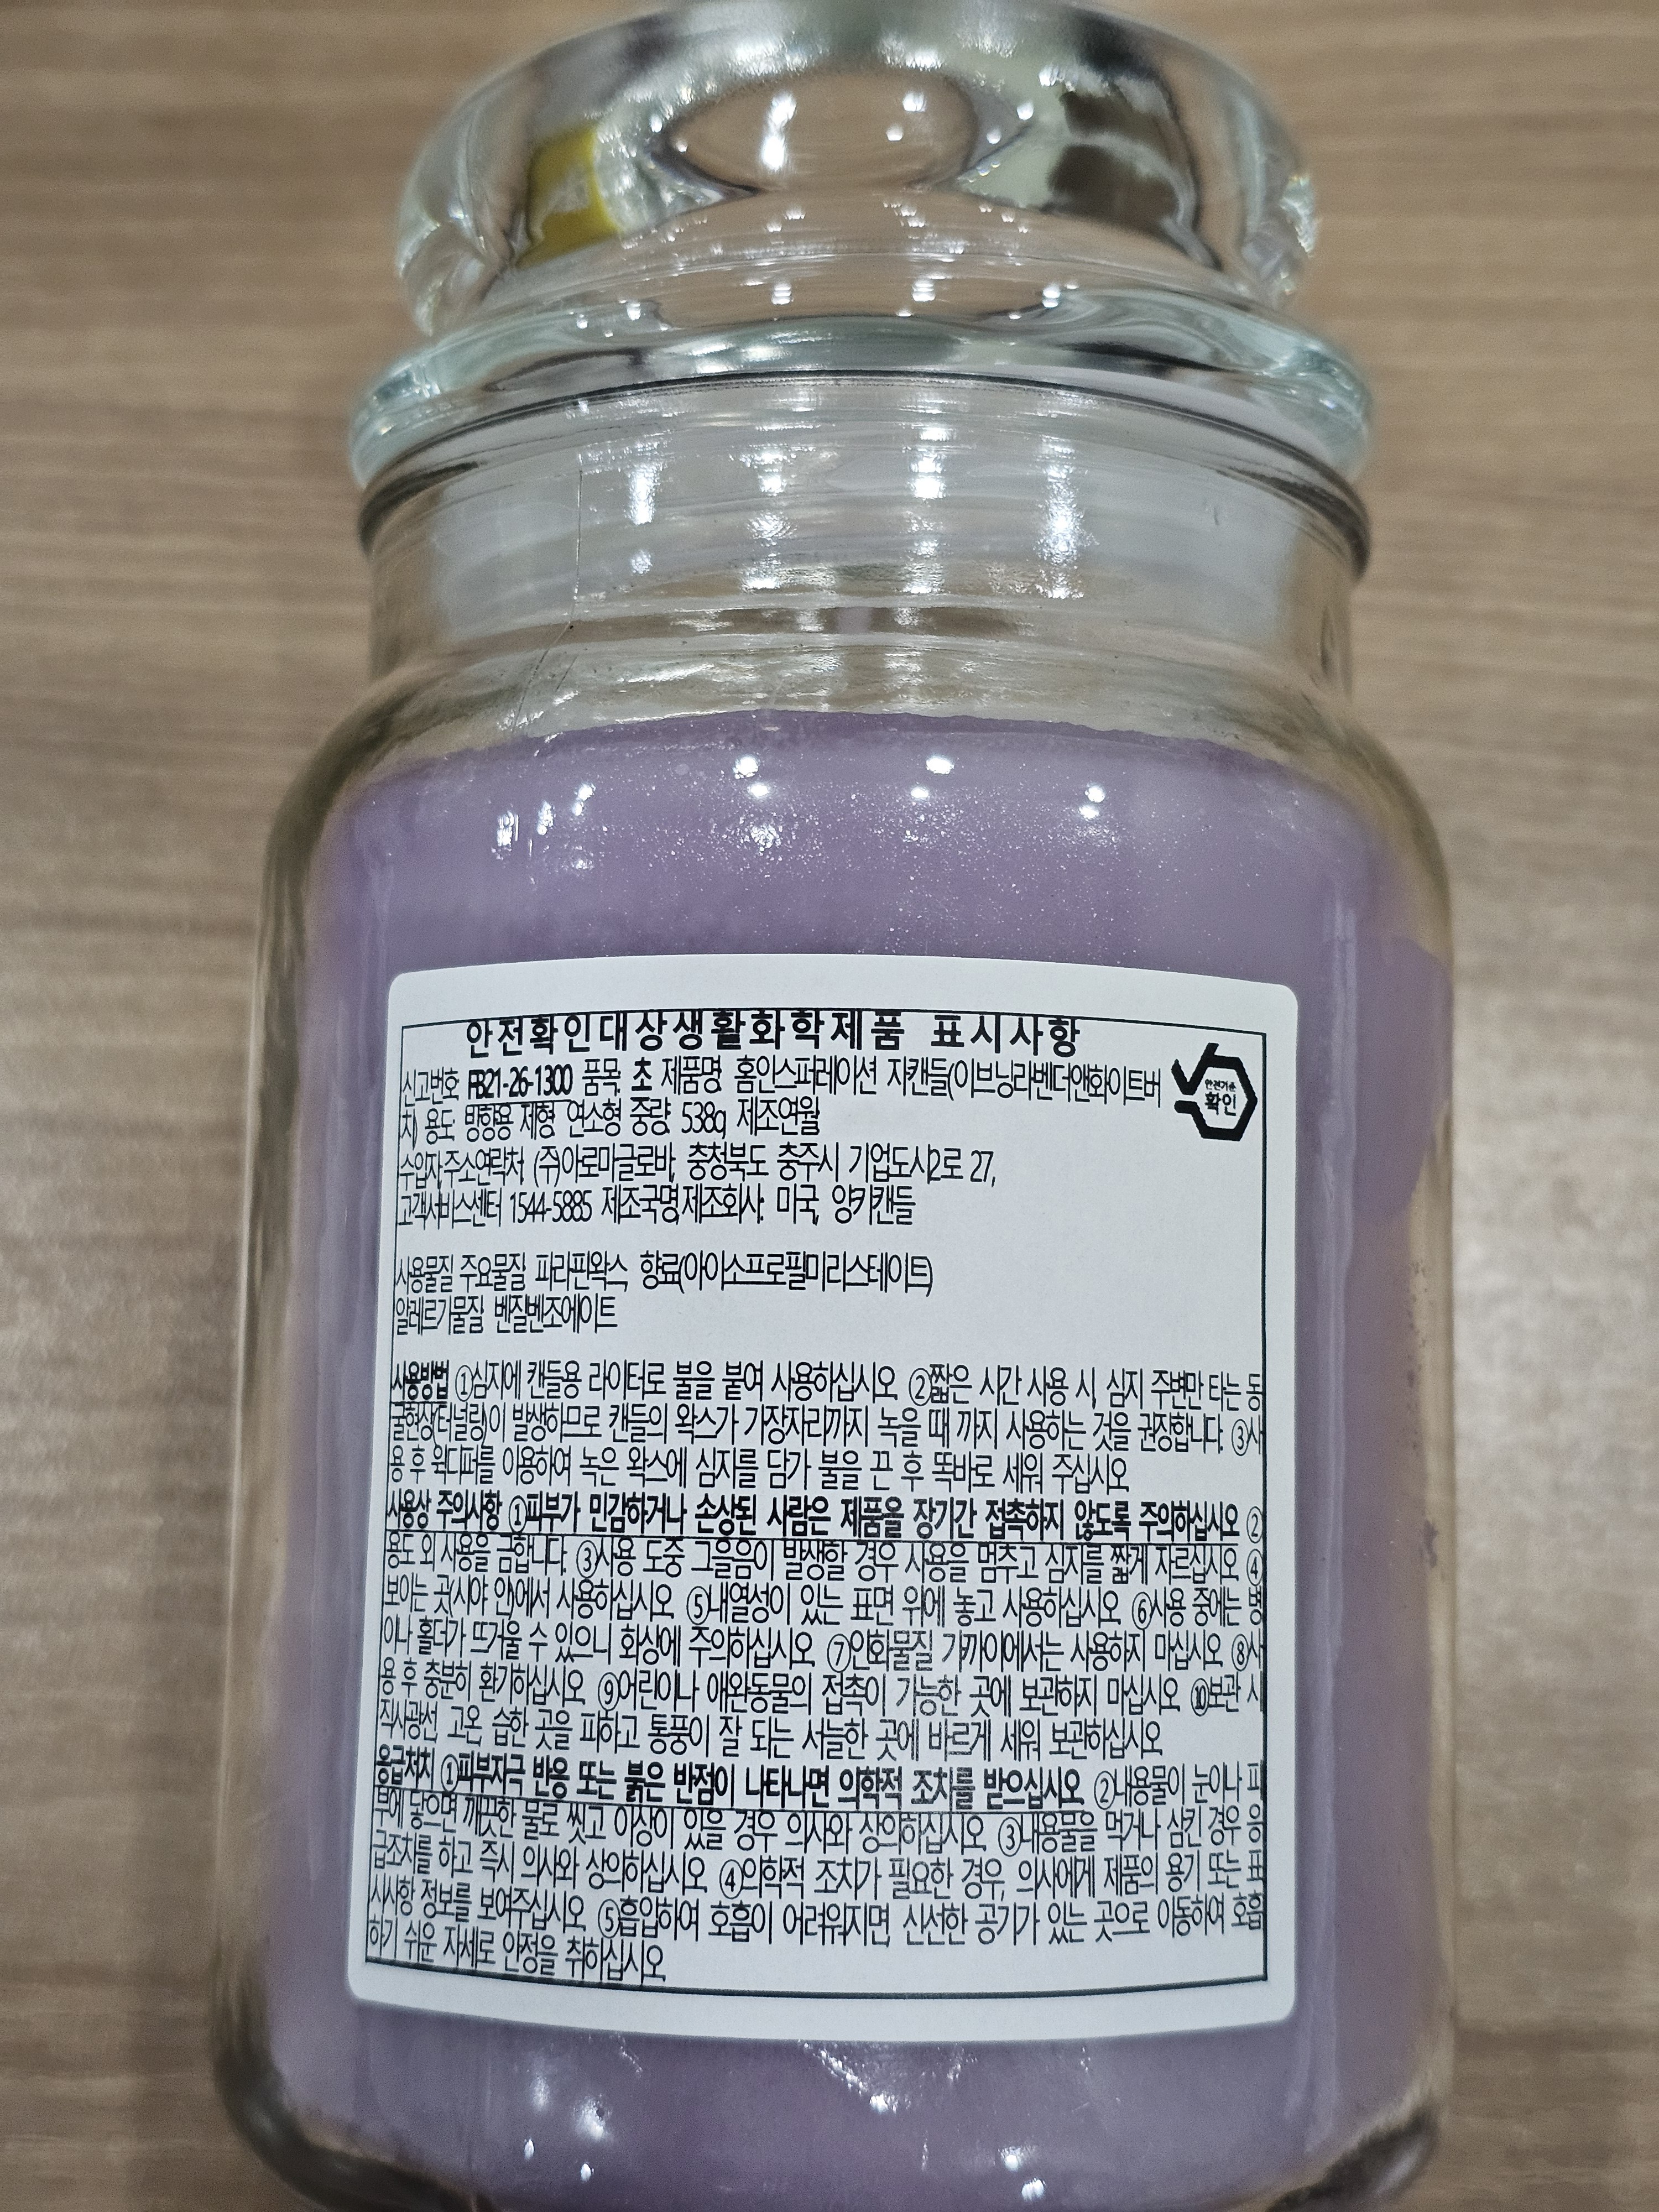 안전확인대상생활화학제품 표시사항
신고번호: FB21-26-1300 품목: 초 제품명: 홈인스퍼레이션 자캔들(이브닝라벤더앤화이트버
치) 용도: 방향용 제형: 연소형 중량: 538g, 제조연월:
수입자,주소,연락처: (주)아로마글로바, 충청북도 충주시 기업도시2로 27,
고객서비스센터 1544-5885 제조국명,제조회사: 미국, 양키캔들
안전기준
확인
사용물질 주요물질: 파라핀왁스, 향료(아이소프로필미리스테이트)
알레르기물질: 벤질벤조에이트
사용방법 ①심지에 캔들용 라이터로 불을 붙여 사용하십시오. ②짧은 시간 사용 시, 심지 주변만 타는 동
굴현상(터널링)이 발생하므로 캔들의 왁스가 가장자리까지 녹을 때 까지 사용하는 것을 권장합니다. ③사
용 후 윅디퍼를 이용하여 녹은 왁스에 심지를 담가 불을 끈 후 똑바로 세워 주십시오.
사용상 주의사항 ①피부가 민감하거나 손상된 사람은 제품을 장기간 접촉하지 않도록 주의하십시오. ②
용도 외 사용을 금합니다. ③사용 도중 그을음이 발생할 경우 사용을 멈추고 심지를 짧게 자르십시오. ④
보이는 곳(시야 안)에서 사용하십시오. ⑤내열성이 있는 표면 위에 놓고 사용하십시오. ⑥사용 중에는 병
이나 홀더가 뜨거울 수 있으니 화상에 주의하십시오. ⑦인화물질 가까이에서는 사용하지 마십시오. ⑧사
용 후 충분히 환기하십시오. ⑨어린이나 애완동물의 접촉이 가능한 곳에 보관하지 마십시오. ⑩보관 시
직사광선, 고온, 습한 곳을 피하고 통풍이 잘 되는 서늘한 곳에 바르게 세워 보관하십시오.
응급처치 ①피부자극 반응 또는 붉은 반점이 나타나면 의학적 조치를 받으십시오. ②내용물이 눈이나 피
부에 닿으면 깨끗한 물로 씻고 이상이 있을 경우 의사와 상의하십시오. ③내용물을 먹거나 삼킨 경우 응
급조치를 하고 즉시 의사와 상의하십시오. ④의학적 조치가 필요한 경우, 의사에게 제품의 용기 또는 표
시사항 정보를 보여주십시오. ⑤흡입하여 호흡이 어려워지면, 신선한 공기가 있는 곳으로 이동하여 호흡
하기 쉬운 자세로 안정을 취하십시오.